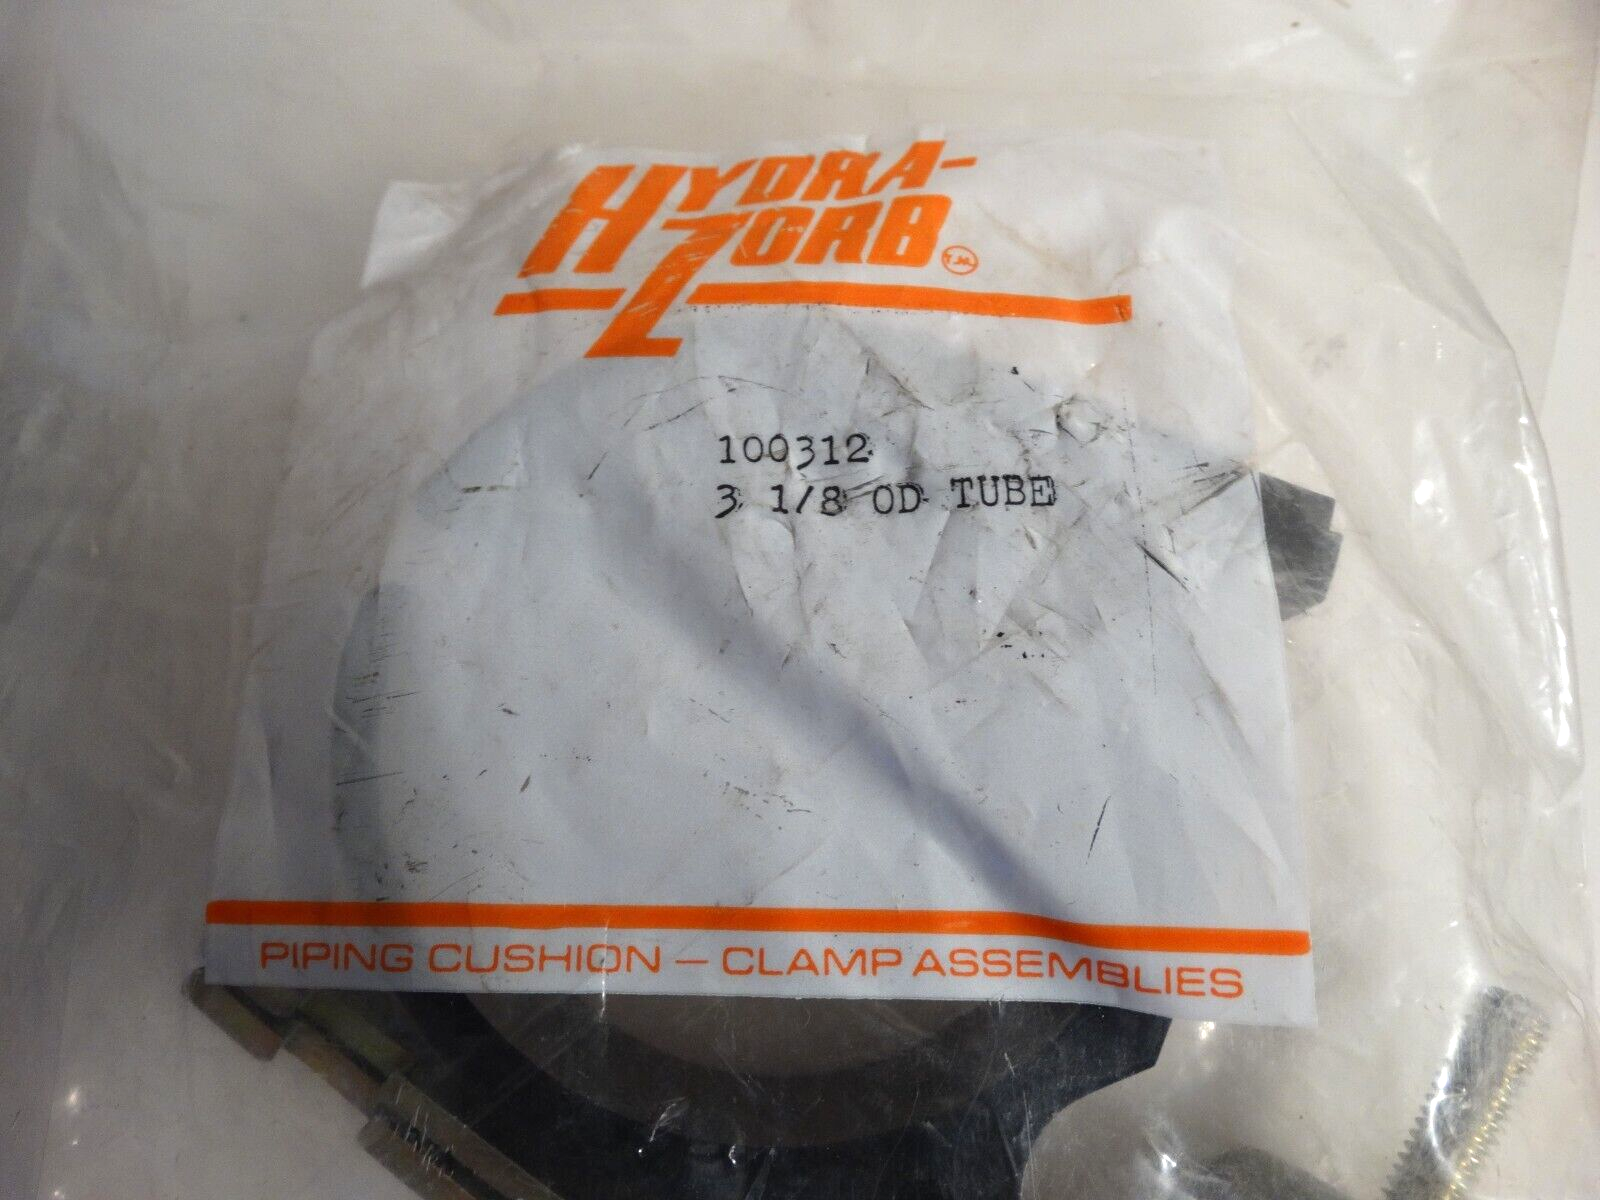 HYDRA-
ZORB T.M.
100312
3 1/8 OD TUBE
PIPING CUSHION – CLAMP ASSEMBLIES